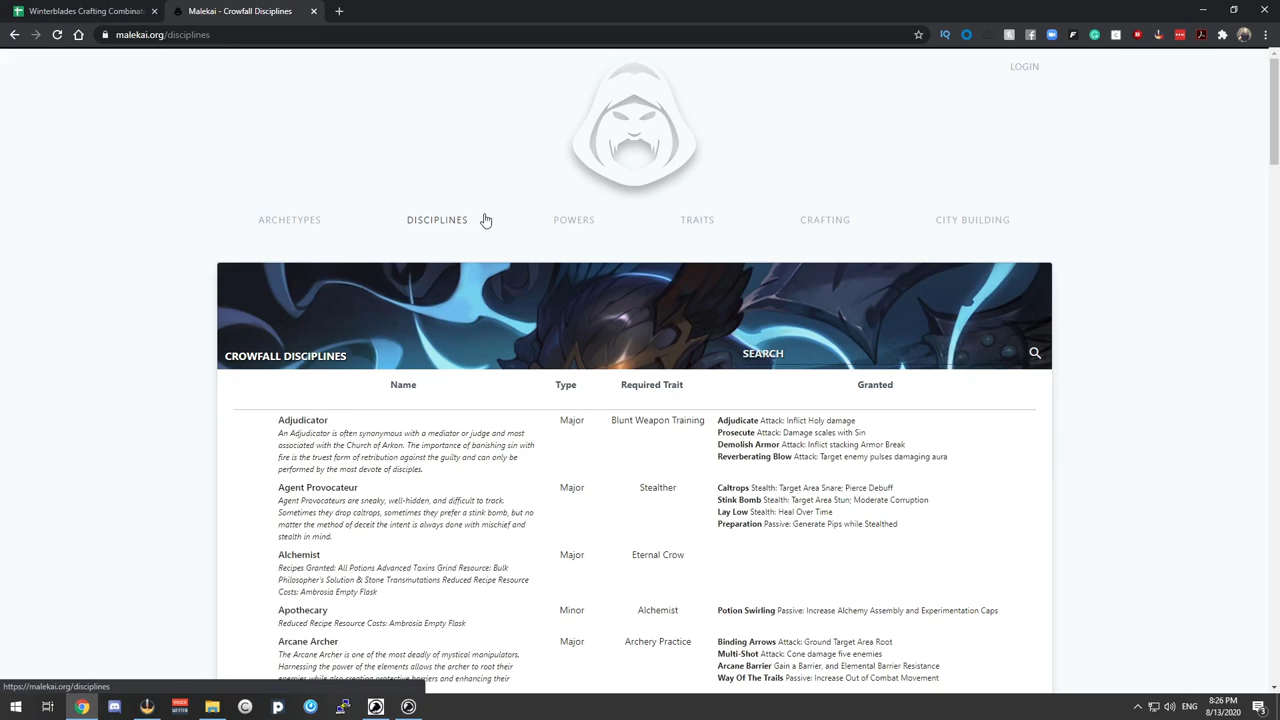 Winterblades Crafting Combinat
Malekai - Crowfall Disciplines
malekai.org/disciplines
LOGIN
ARCHETYPES
DISCIPLINES
POWERS
TRAITS
CRAFTING
CITY BUILDING
CROWFALL DISCIPLINES
SEARCH
Name Type Required Trait Granted
Adjudicator Major Blunt Weapon Training Adjudicate Attack: Inflict Holy damage
An Adjudicator is often synonymous with a mediator or judge and most Prosecute Attack: Damage scales with Sin
associated with the Church of Arkon. The importance of banishing sin with Demolish Armor Attack: Inflict stacking Armor Break
fire is the truest form of retribution against the guilty and can only be Reverberating Blow Attack: Target enemy pulses damaging aura
performed by the most devote of disciples.
Agent Provocateur Major Stealther Caltrops Stealth: Target Area Snare; Pierce Debuff
Agent Provocateurs are sneaky, well-hidden, and difficult to track. Stink Bomb Stealth: Target Area Stun; Moderate Corruption
Sometimes they drop caltrops, sometimes they prefer a stink bomb, but no Lay Low Stealth: Heal Over Time
matter the method of deceit the intent is always done with mischief and Preparation Passive: Generate Pips while Stealthed
stealth in mind.
Alchemist Major Eternal Crow
Recipes Granted: All Potions Advanced Toxins Grind Resource: Bulk
Philosopher's Solution & Stone Transmutations Reduced Recipe Resource
Costs: Ambrosia Empty Flask
Apothecary Minor Alchemist Potion Swirling Passive: Increase Alchemy Assembly and Experimentation Caps
Reduced Recipe Resource Costs: Ambrosia Empty Flask
Arcane Archer Major Archery Practice Binding Arrows Attack: Ground Target Area Root
The Arcane Archer is one of the most deadly of mystical manipulators. Multi-Shot Attack: Cone damage five enemies
Harnessing the power of the elements allows the archer to root their Arcane Barrier Gain a Barrier, and Elemental Barrier Resistance
enemies while also creating protective barriers and enhancing their Way Of The Trails Passive: Increase Out of Combat Movement
https://malekai.org/disciplines
ENG
8:26 PM
8/13/2020